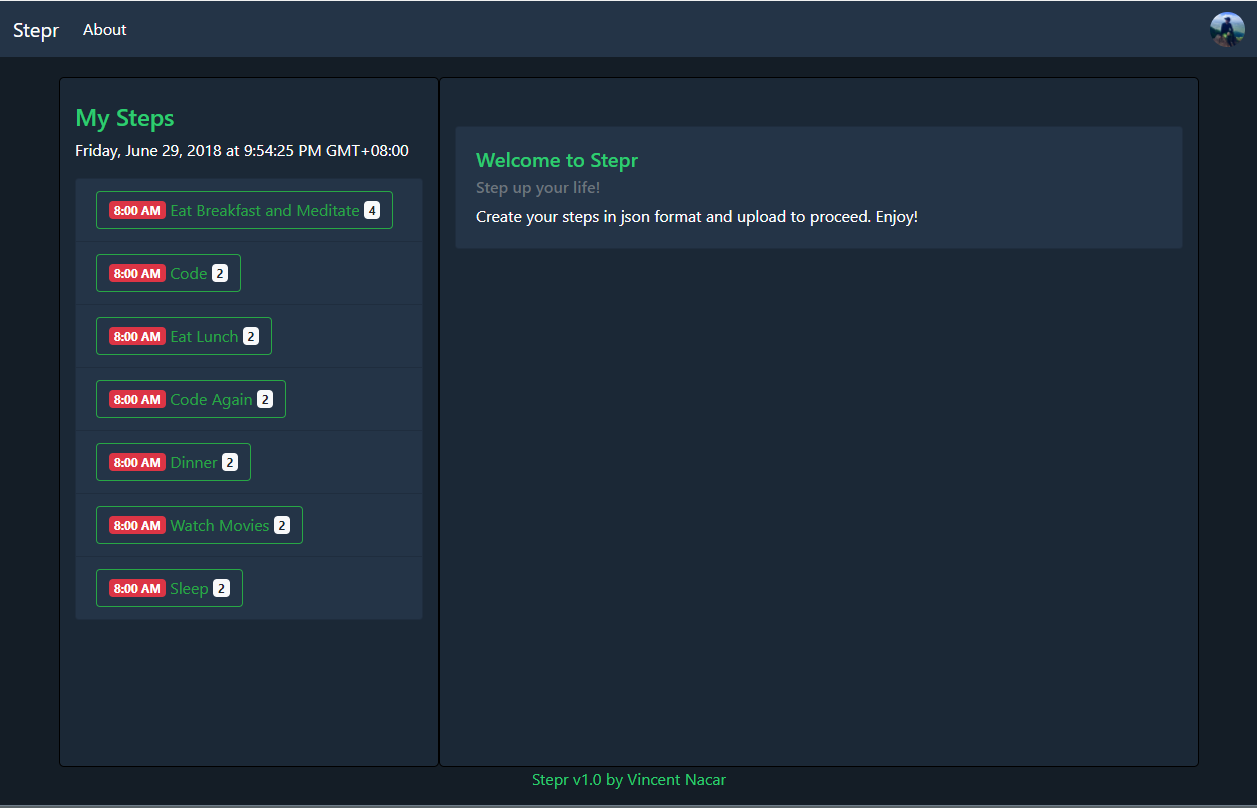 Stepr About
My Steps
Friday, June 29, 2018 at 9:54:25 PM GMT+08:00
8:00 AM Eat Breakfast and Meditate 4
8:00 AM Code 2
8:00 AM Eat Lunch 2
8:00 AM Code Again 2
8:00 AM Dinner 2
8:00 AM Watch Movies 2
8:00 AM Sleep 2
Welcome to Stepr
Step up your life!
Create your steps in json format and upload to proceed. Enjoy!
Stepr v1.0 by Vincent Nacar